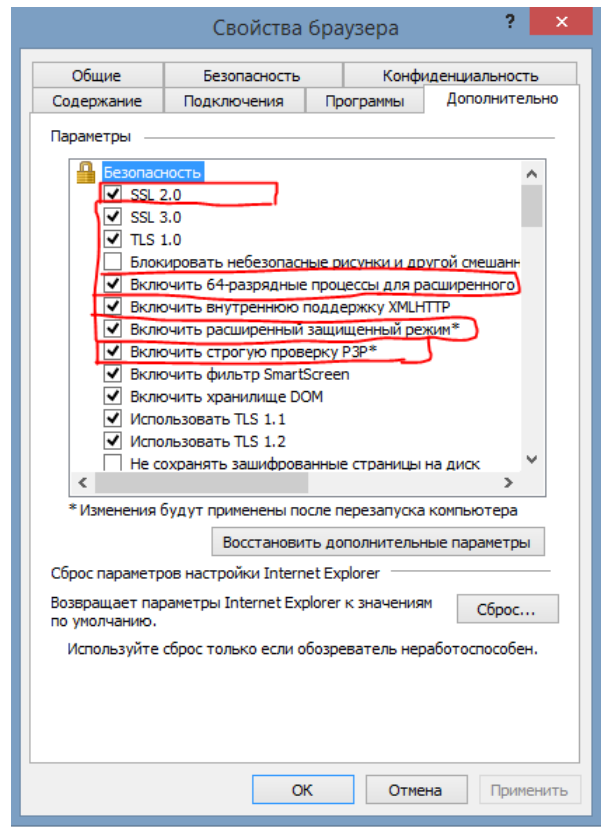 Свойства браузера
?
Общие Безопасность Конфиденциальность
Содержание Подключения Программы Дополнительно
Параметры
Безопасность
SSL 2.0
SSL 3.0
TLS 1.0
Блокировать небезопасные рисунки и другой смешанн
Включить 64-разрядные процессы для расширенного
Включить внутреннюю поддержку XMLHTTP
Включить расширенный защищенный режим*
Включить строгую проверку P3P*
Включить фильтр SmartScreen
Включить хранилище DOM
Использовать TLS 1.1
Использовать TLS 1.2
Не сохранять зашифрованные страницы на диск
* Изменения будут применены после перезапуска компьютера
Восстановить дополнительные параметры
Сброс параметров настройки Internet Explorer
Возвращает параметры Internet Explorer к значениям
по умолчанию.
Сброс...
Используйте сброс только если обозреватель неработоспособен.
ОК Отмена Применить